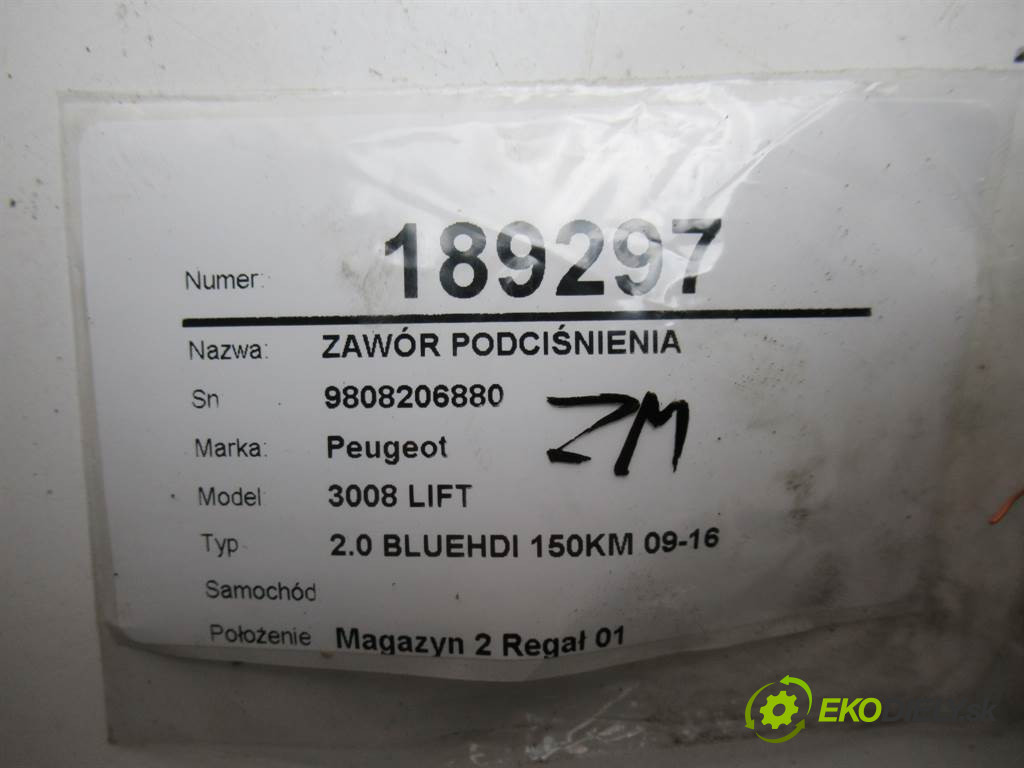 Numer: 189297
Nazwa: ZAWÓR PODCIŚNIENIA
Sn 9808206880
ZM
Marka: Peugeot
Model 3008 LIFT
Typ 2.0 BLUEHDI 150KM 09-16
Samochód
Położenie Magazyn 2 Regał 01